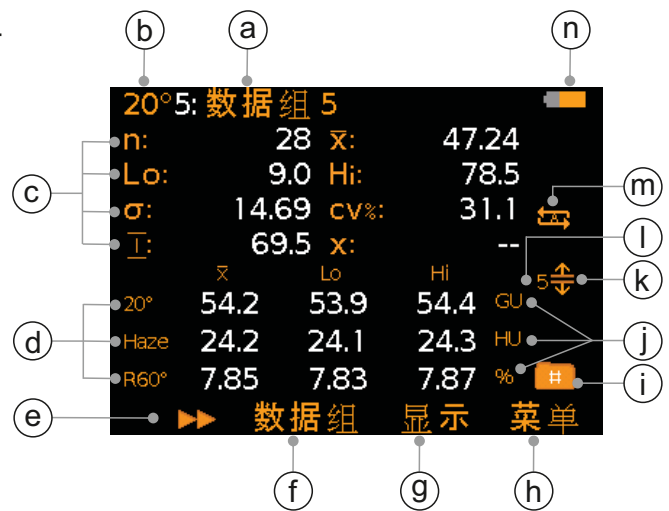 b a n
20°5: 数据组 5
n: 28 x̄: 47.24
Lo: 9.0 Hi: 78.5
c m
σ: 14.69 cv%: 31.1
A
工: 69.5 x: --
l
x̄ Lo Hi
5 k
20° 54.2 53.9 54.4 GU
d Haze 24.2 24.1 24.3 HU j
R60° 7.85 7.83 7.87 % # i
e 数据组 显示 菜单
f g h